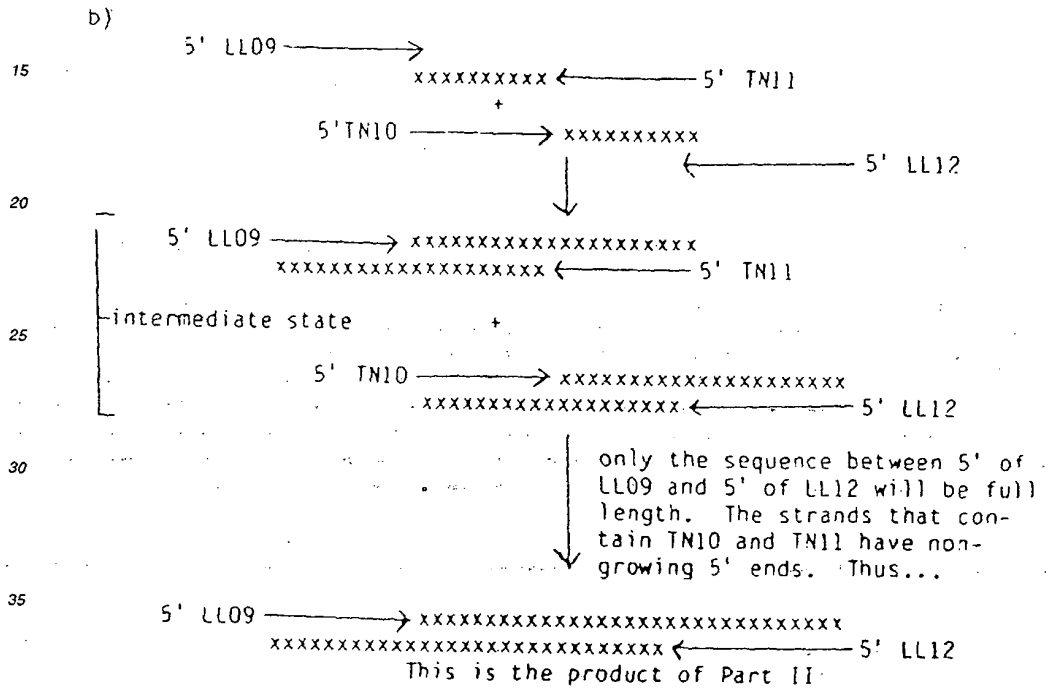 b)
5' LL09
15
xxxxxxxxxx 5' TN11
+
5'TN10 xxxxxxxxxx
5' LL12
20
5' LL09 xxxxxxxxxxxxxxxxxxxxx
xxxxxxxxxxxxxxxxxxxx 5' TN11
intermediate state +
25
5' TN10 xxxxxxxxxxxxxxxxxxxxx
xxxxxxxxxxxxxxxxxxx 5' LL12
only the sequence between 5' of
30
LL09 and 5' of LL12 will be full
length. The strands that con-
tain TN10 and TN11 have non-
growing 5' ends. Thus...
35
5' LL09 xxxxxxxxxxxxxxxxxxxxxxxxxxxxxxx
xxxxxxxxxxxxxxxxxxxxxxxxxxxxx 5' LL12
This is the product of Part II